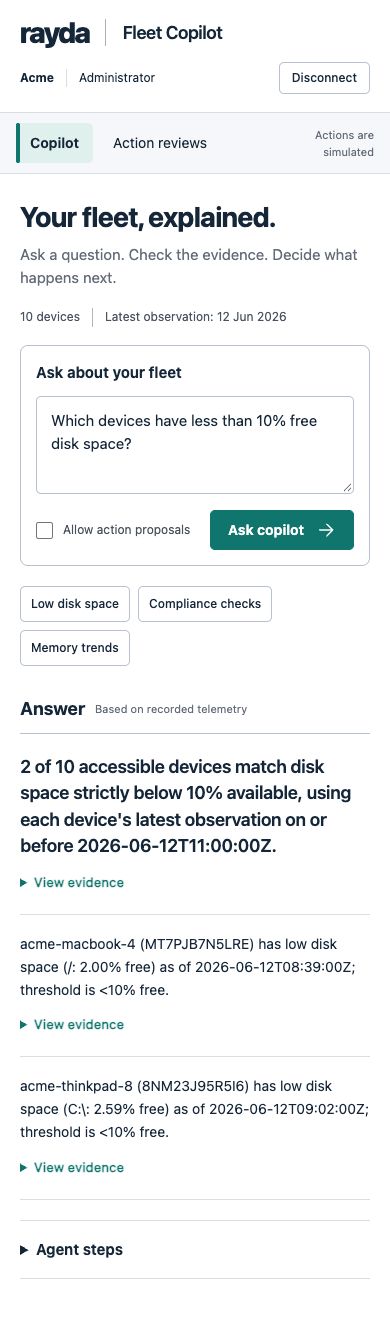 rayda
Fleet Copilot
Acme
Administrator
Disconnect
Copilot
Action reviews
Actions are
simulated
Your fleet, explained.
Ask a question. Check the evidence. Decide what
happens next.
10 devices
Latest observation: 12 Jun 2026
Ask about your fleet
Which devices have less than 10% free
disk space?
Allow action proposals
Ask copilot →
Low disk space
Compliance checks
Memory trends
Answer
Based on recorded telemetry
2 of 10 accessible devices match disk
space strictly below 10% available, using
each device's latest observation on or
before 2026-06-12T11:00:00Z.
View evidence
acme-macbook-4 (MT7PJB7N5LRE) has low disk
space (/: 2.00% free) as of 2026-06-12T08:39:00Z;
threshold is <10% free.
View evidence
acme-thinkpad-8 (8NM23J95R5I6) has low disk
space (C:\: 2.59% free) as of 2026-06-12T09:02:00Z;
threshold is <10% free.
View evidence
Agent steps